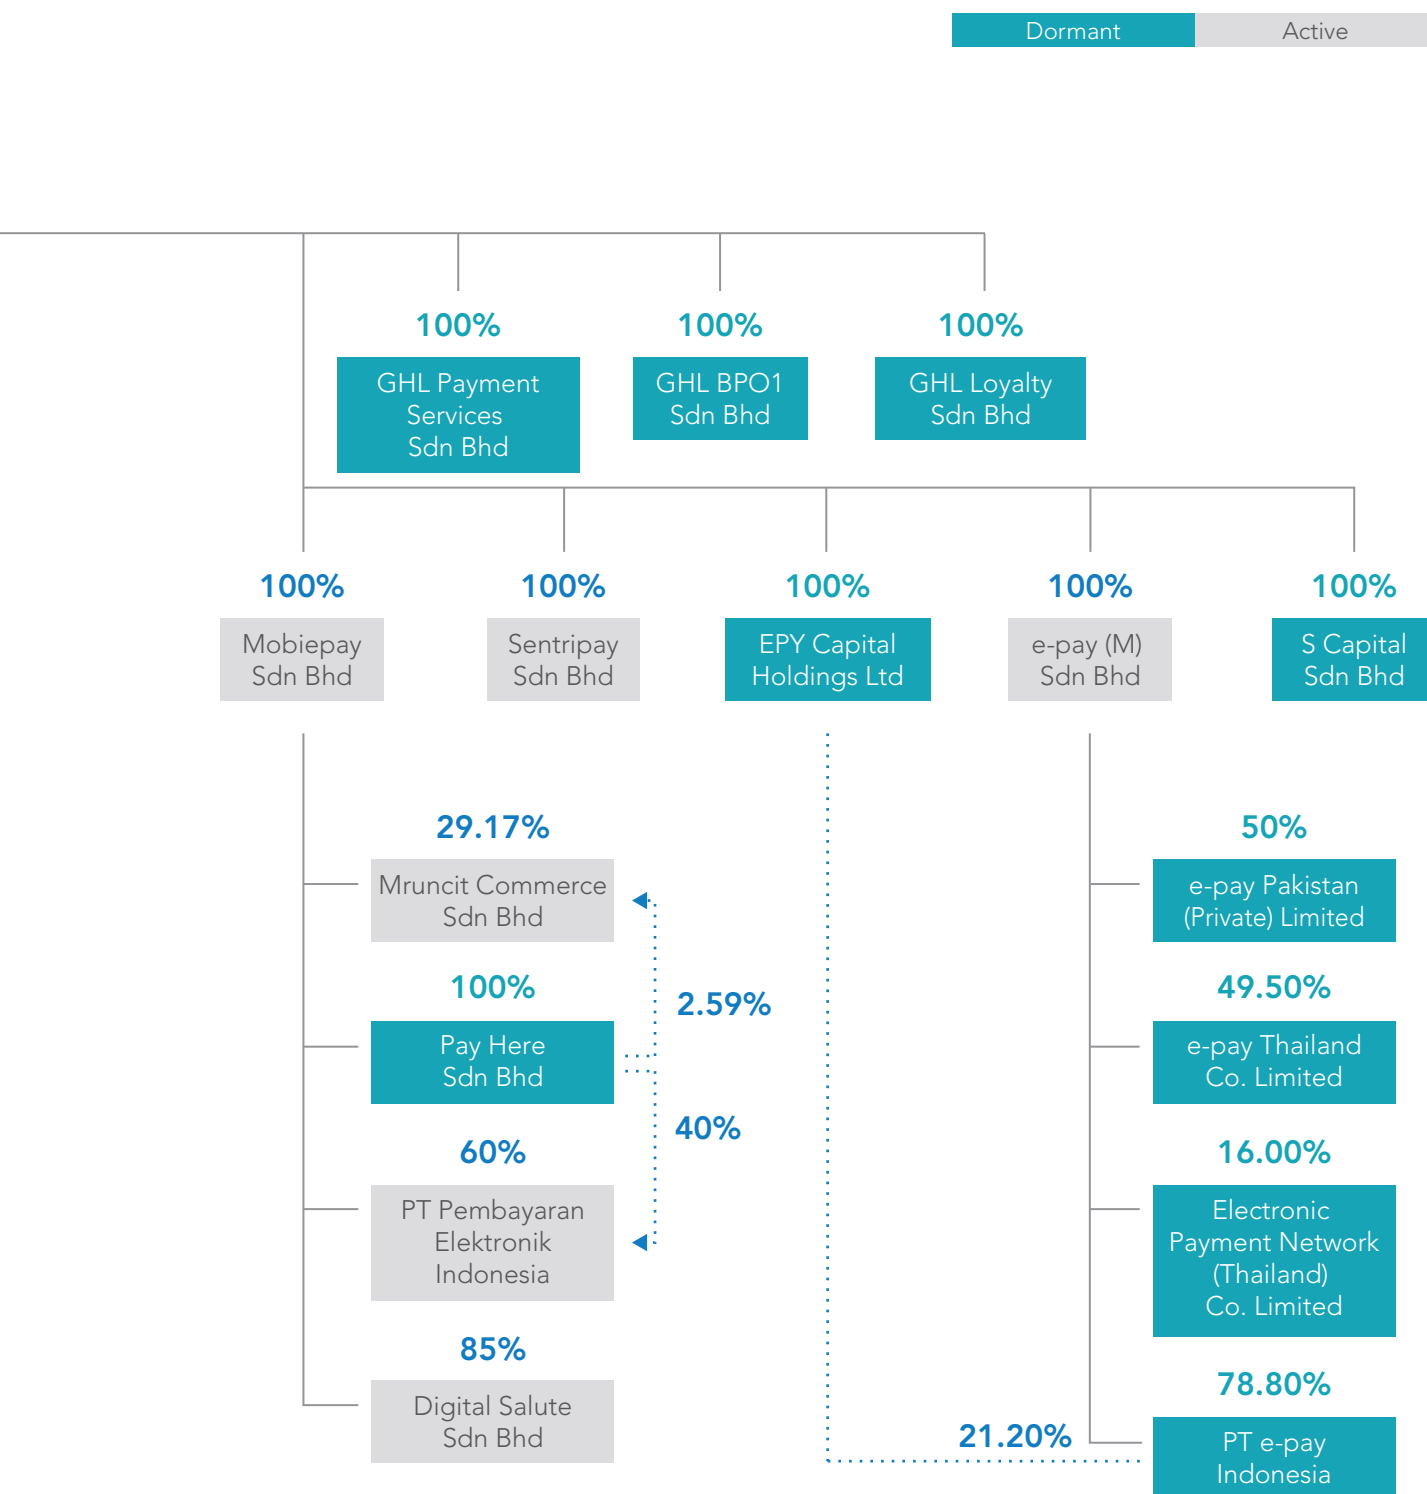 Dormant
Active
100%
GHL Payment
Services
Sdn Bhd
100%
GHL BPO1
Sdn Bhd
100%
GHL Loyalty
Sdn Bhd
100%
Mobiepay
Sdn Bhd
100%
Sentripay
Sdn Bhd
100%
EPY Capital
Holdings Ltd
100%
e-pay (M)
Sdn Bhd
100%
S Capital
Sdn Bhd
29.17%
Mruncit Commerce
Sdn Bhd
100%
Pay Here
Sdn Bhd
2.59%
40%
60%
PT Pembayaran
Elektronik
Indonesia
85%
Digital Salute
Sdn Bhd
50%
e-pay Pakistan
(Private) Limited
49.50%
e-pay Thailand
Co. Limited
16.00%
Electronic
Payment Network
(Thailand)
Co. Limited
78.80%
21.20%
PT e-pay
Indonesia